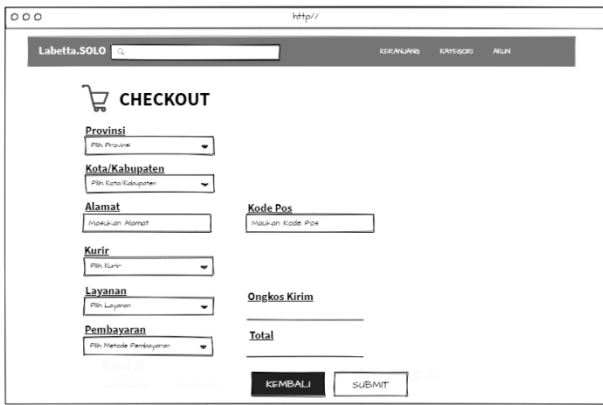 http//
Labetta.SOLO
KERANJANG KATEGORI AKUN
CHECKOUT
Provinsi
Pilih Provinsi
Kota/Kabupaten
Pilih Kota/Kabupaten
Alamat
Masukan Alamat
Kode Pos
Maukan Kode Pos
Kurir
Pilih Kurir
Layanan
Pilih Layanan
Ongkos Kirim
Pembayaran
Pilih Metode Pembayaran
Total
KEMBALI
SUBMIT